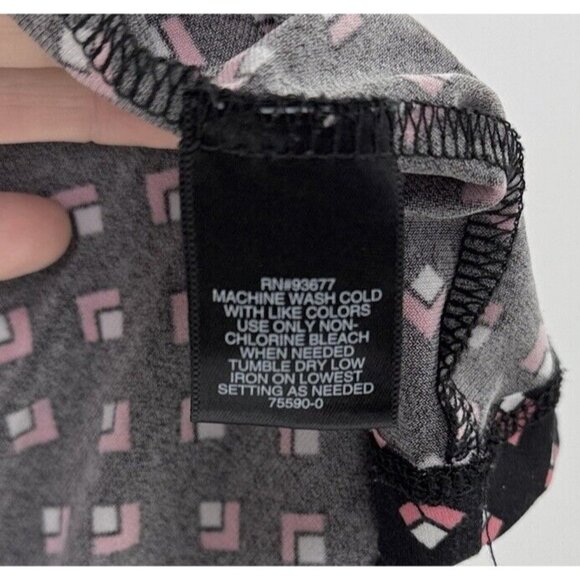 RN#93677
MACHINE WASH COLD
WITH LIKE COLORS
USE ONLY NON-
CHLORINE BLEACH
WHEN NEEDED
TUMBLE DRY LOW
IRON ON LOWEST
SETTING AS NEEDED
75590-0